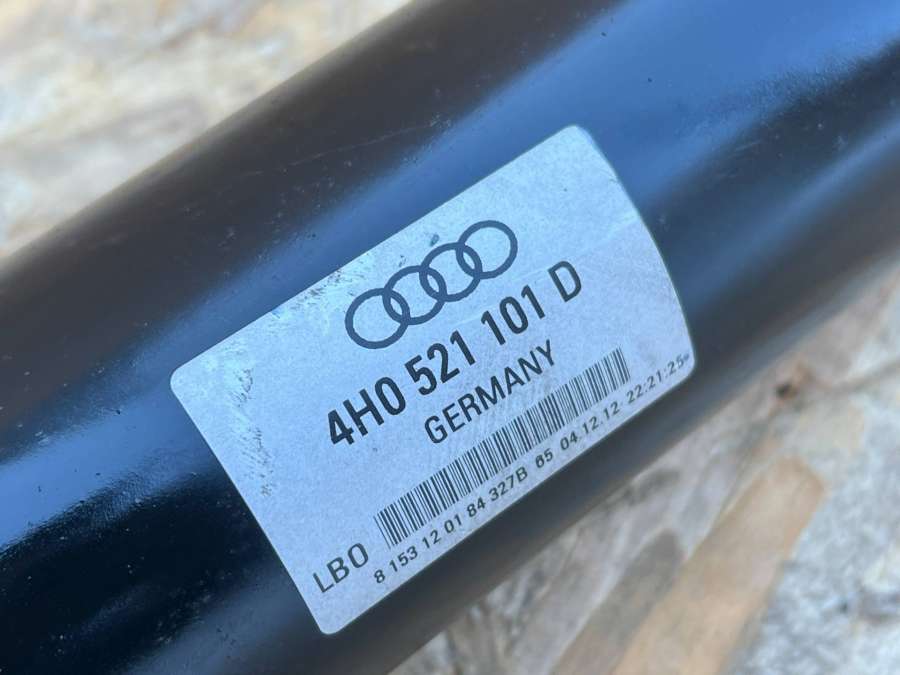 4H0 521 101 D
GERMANY
LBO
8 153 12 01 84 327B 65 04.12.12 22:21:25*